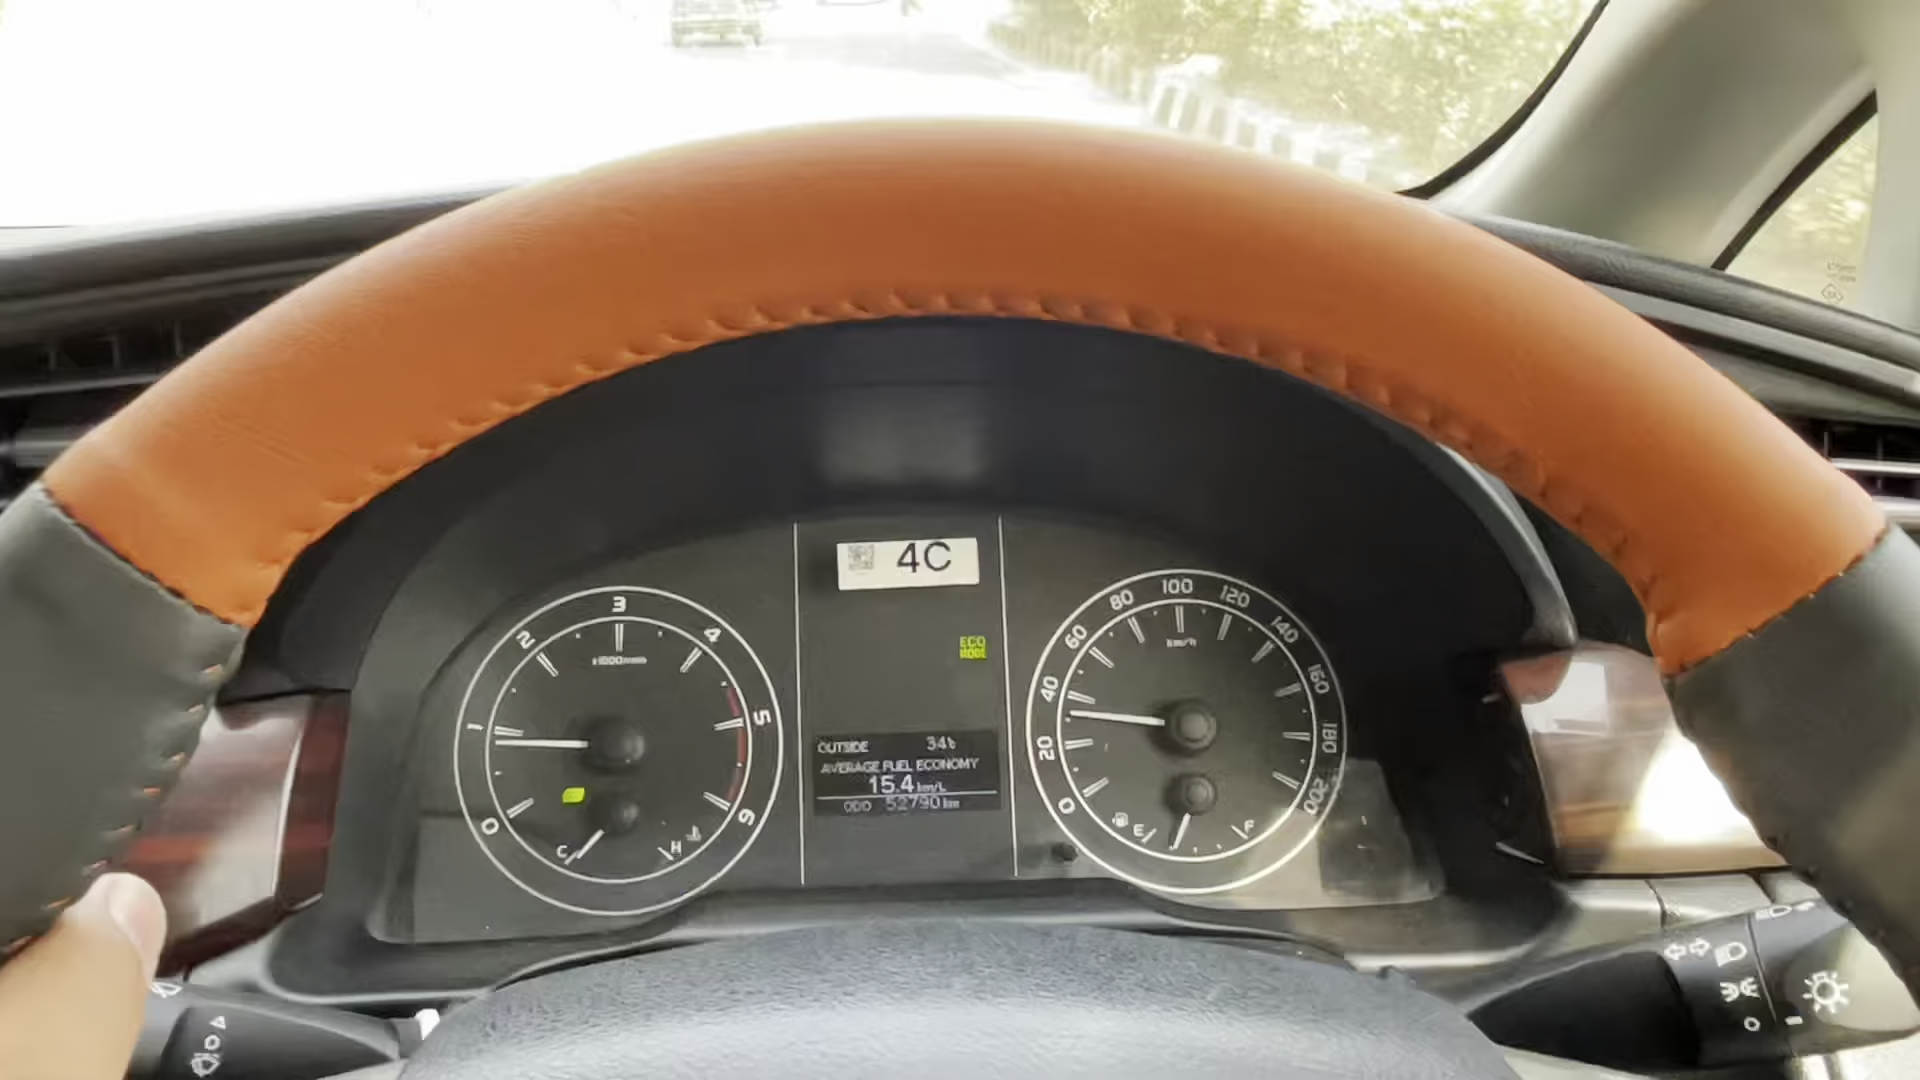 4C
ECO
MODE
0
1
2
3
4
5
6
x1000r/min
C
H
OUTSIDE 34℃
AVERAGE FUEL ECONOMY
15.4 km/L
ODO 52790 km
0
20
40
60
80
100
120
140
160
180
200
km/h
E
F